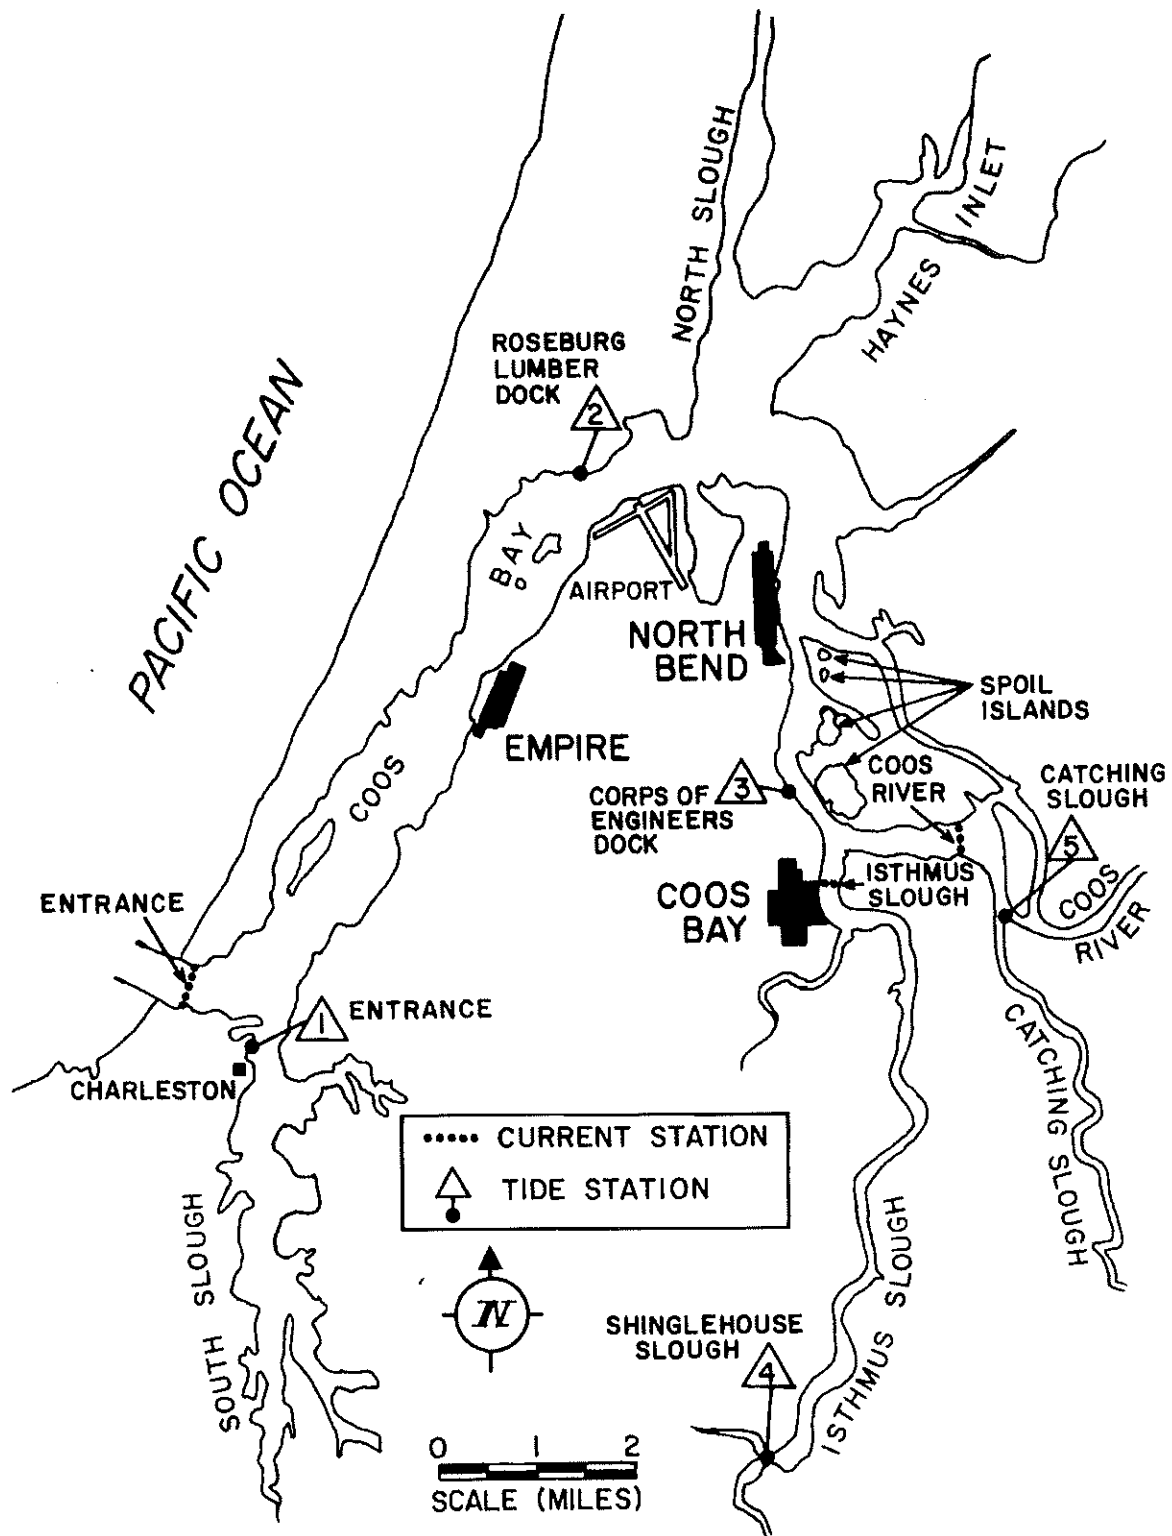 NORTH SLOUGH
HAYNES INLET
ROSEBURG
LUMBER
DOCK
2
PACIFIC OCEAN
BAY
AIRPORT
NORTH
BEND
SPOIL
ISLANDS
EMPIRE
COOS
COOS
RIVER
CATCHING
SLOUGH
3
CORPS OF
ENGINEERS
DOCK
5
ISTHMUS
SLOUGH
COOS
BAY
COOS
RIVER
ENTRANCE
1
ENTRANCE
CHARLESTON
CATCHING SLOUGH
CURRENT STATION
TIDE STATION
SOUTH SLOUGH
N
SHINGLEHOUSE
SLOUGH
4
ISTHMUS SLOUGH
0 1 2
SCALE (MILES)